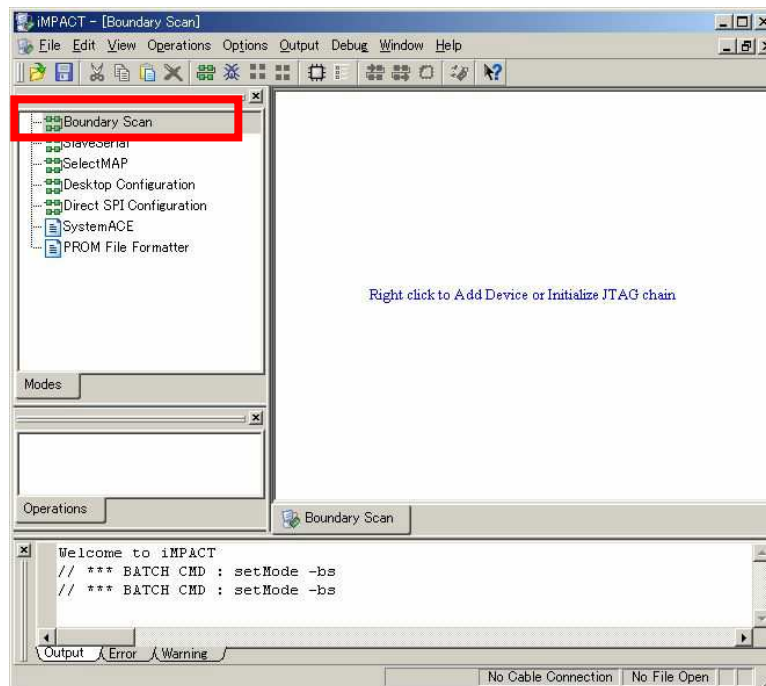 iMPACT - [Boundary Scan]
File Edit View Operations Options Output Debug Window Help
Boundary Scan
SlaveSerial
SelectMAP
Desktop Configuration
Direct SPI Configuration
SystemACE
PROM File Formatter
Right click to Add Device or Initialize JTAG chain
Modes
Operations
Boundary Scan
Welcome to iMPACT
// *** BATCH CMD : setMode -bs
// *** BATCH CMD : setMode -bs
Output Error Warning
No Cable Connection No File Open